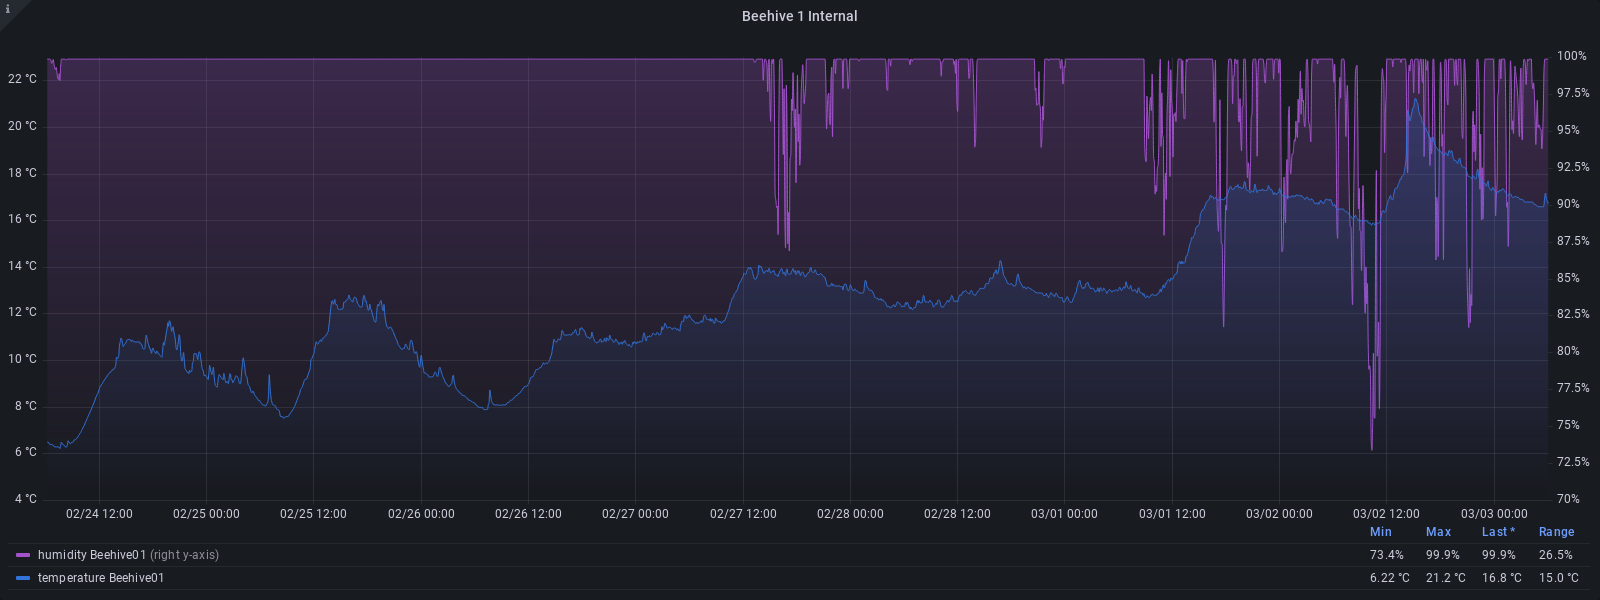 i
Beehive 1 Internal
22 °C
20 °C
18 °C
16 °C
14 °C
12 °C
10 °C
8 °C
6 °C
4 °C
100%
97.5%
95%
92.5%
90%
87.5%
85%
82.5%
80%
77.5%
75%
72.5%
70%
02/24 12:00 02/25 00:00 02/25 12:00 02/26 00:00 02/26 12:00 02/27 00:00 02/27 12:00 02/28 00:00 02/28 12:00 03/01 00:00 03/01 12:00 03/02 00:00 03/02 12:00 03/03 00:00
Min Max Last * Range
humidity Beehive01 (right y-axis) 73.4% 99.9% 99.9% 26.5%
temperature Beehive01 6.22 °C 21.2 °C 16.8 °C 15.0 °C